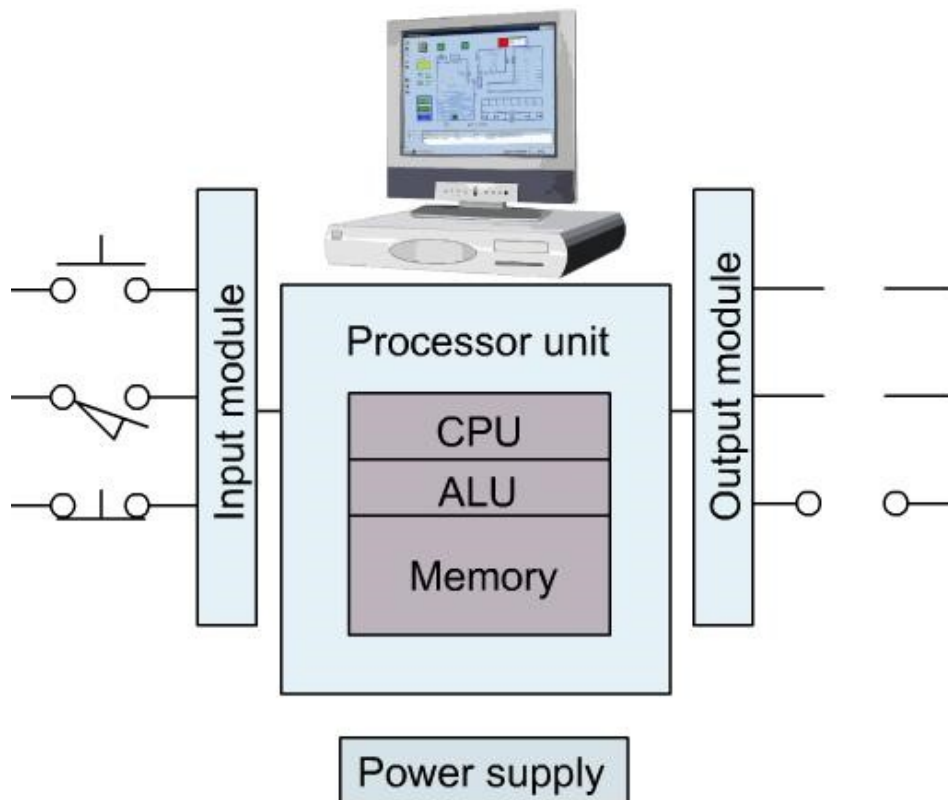 Input module
Processor unit
CPU
ALU
Memory
Output module
Power supply